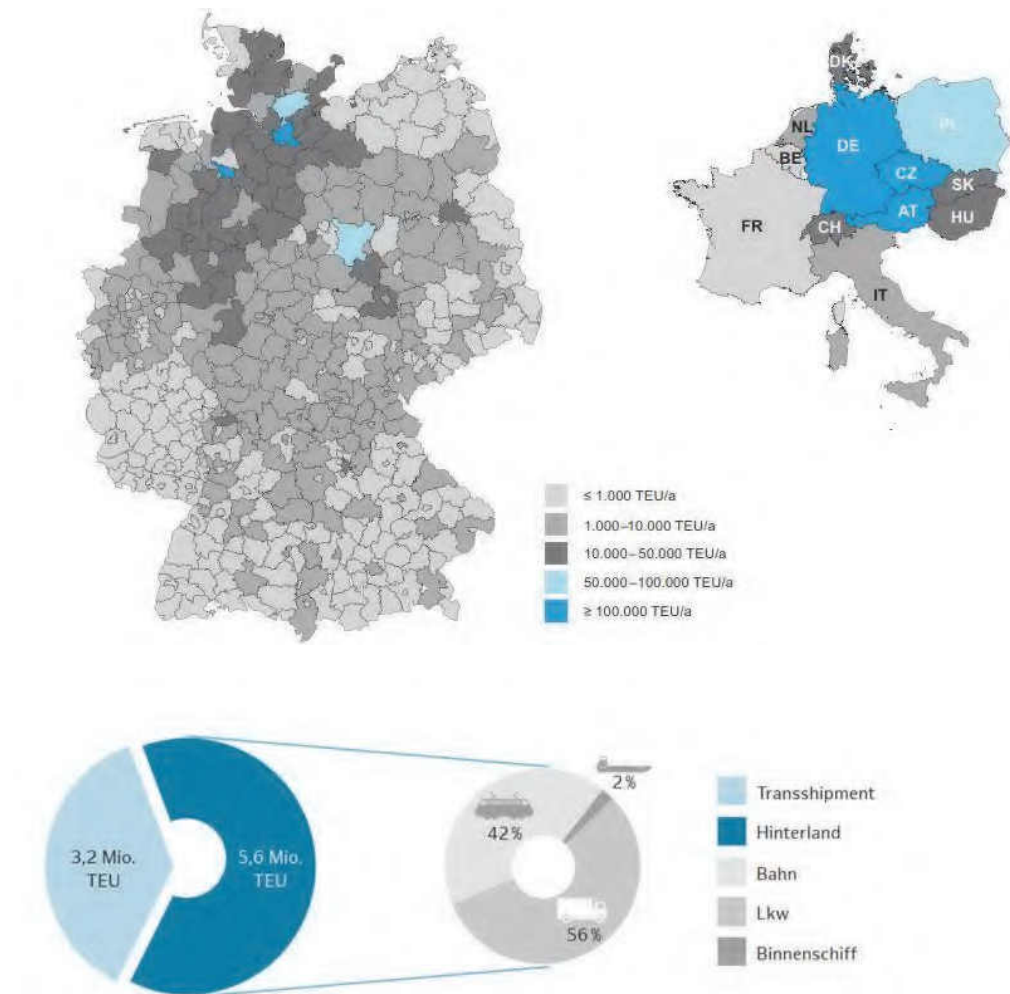 DK
NL
DE
PL
BE
CZ
SK
FR
CH
AT
HU
IT
≤ 1.000 TEU/a
1.000–10.000 TEU/a
10.000–50.000 TEU/a
50.000–100.000 TEU/a
≥ 100.000 TEU/a
3,2 Mio.
TEU
5,6 Mio.
TEU
42%
2%
56%
Transshipment
Hinterland
Bahn
Lkw
Binnenschiff